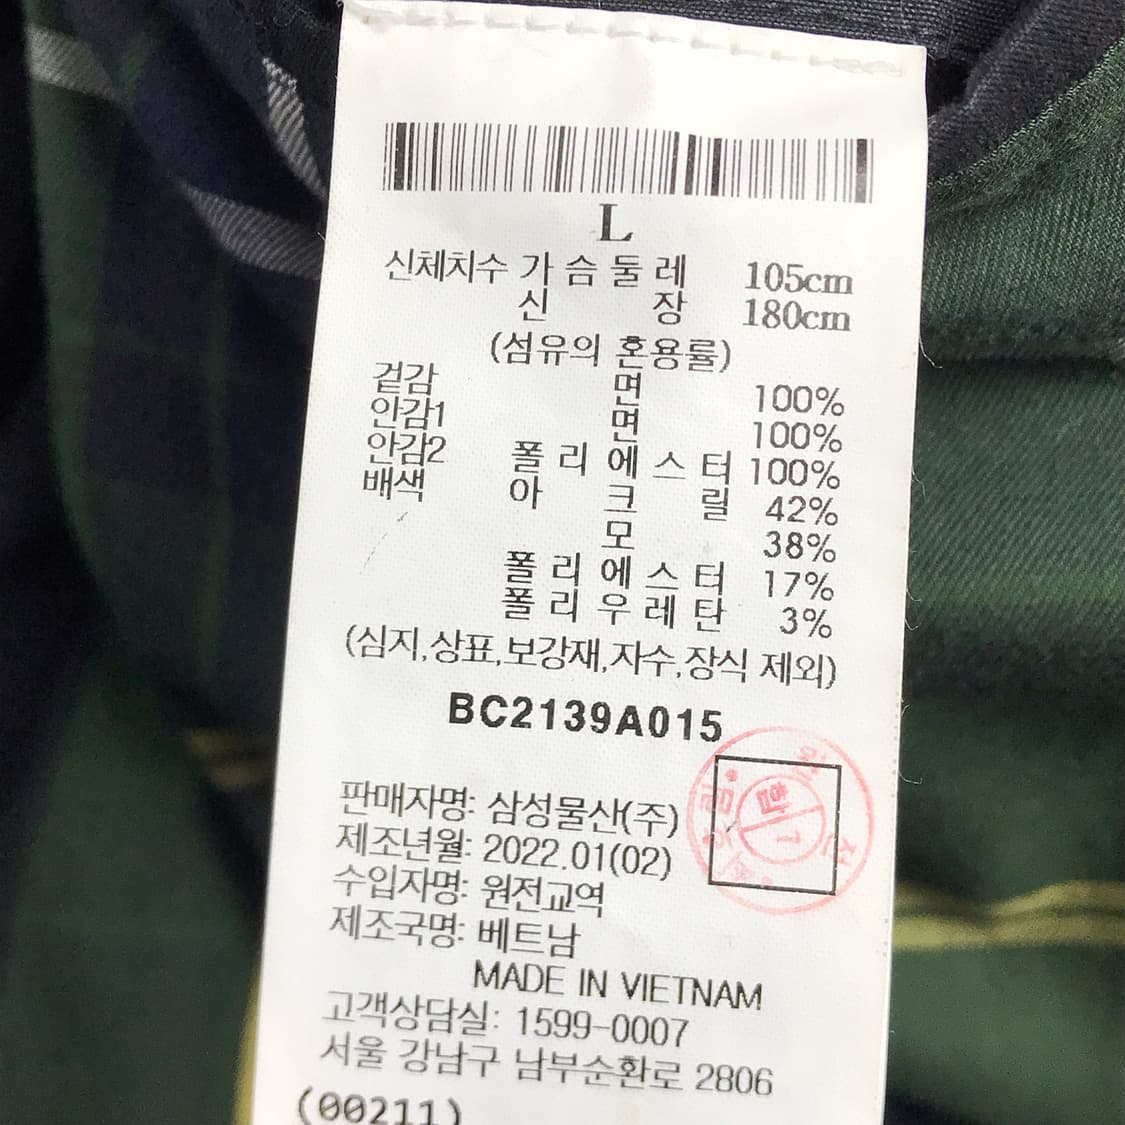 L
신체치수 가슴둘레 105cm
신장 180cm
(섬유의 혼용률)
겉감 면 100%
안감1 면 100%
안감2 폴리에스터 100%
배색 아크릴 42%
모 38%
폴리에스터 17%
폴리우레탄 3%
(심지,상표,보강재,자수,장식 제외)
BC2139A015
판매자명: 삼성물산(주)
제조년월: 2022.01(02)
수입자명: 원전교역
제조국명: 베트남
MADE IN VIETNAM
고객상담실: 1599-0007
서울 강남구 남부순환로 2806
(00211)